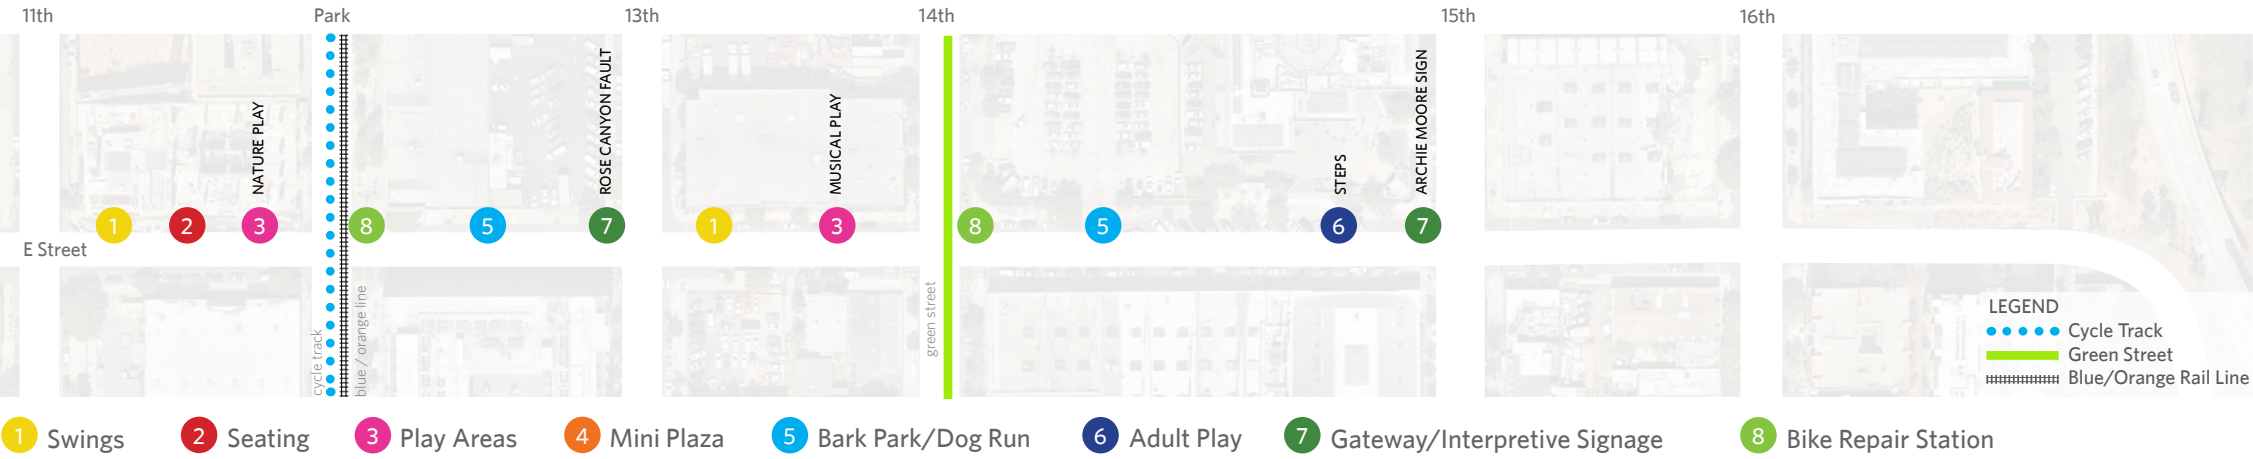 11th Park 13th 14th 15th 16th
NATURE PLAY
ROSE CANYON FAULT
MUSICAL PLAY
STEPS
ARCHIE MOORE SIGN
1 2 3 8 5 7 1 3 8 5 6 7
E Street
cycle track
blue / orange line
green street
LEGEND
Cycle Track
Green Street
Blue/Orange Rail Line
1 Swings 2 Seating 3 Play Areas 4 Mini Plaza 5 Bark Park/Dog Run 6 Adult Play 7 Gateway/Interpretive Signage 8 Bike Repair Station